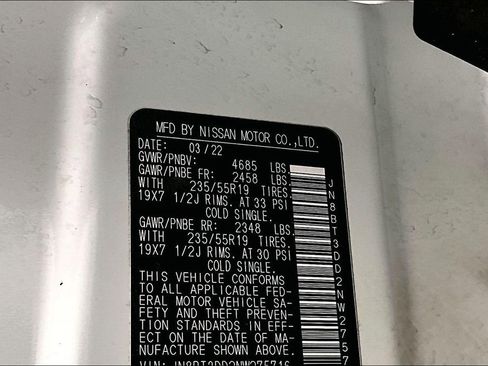 MFD BY NISSAN MOTOR CO.,LTD.
DATE: 03/22
GVWR/PNBV: 4685 LBS.
GAWR/PNBE FR: 2458 LBS.
WITH 235/55R19 TIRES.
19X7 1/2J RIMS. AT 33 PSI
COLD SINGLE.
GAWR/PNBE RR: 2348 LBS.
WITH 235/55R19 TIRES.
19X7 1/2J RIMS. AT 30 PSI
COLD SINGLE.
THIS VEHICLE CONFORMS
TO ALL APPLICABLE FED-
ERAL MOTOR VEHICLE SA-
FETY AND THEFT PREVEN-
TION STANDARDS IN EFF-
ECT ON THE DATE OF MA-
NUFACTURE SHOWN ABOVE.
VIN: JN8BT3DD2NW275716
JN8BT3DD2NW2757